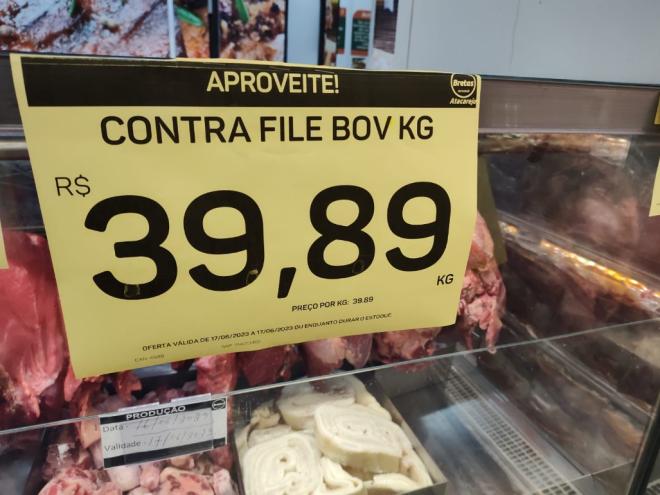 APROVEITE!
Bretas
Atacarejo
CONTRA FILE BOV KG
R$ 39,89 KG
PREÇO POR KG: 39.89
OFERTA VÁLIDA DE 17/06/2023 A 17/06/2023 OU ENQUANTO DURAR O ESTOQUE
PRODUÇÃO
Data:
Validade: